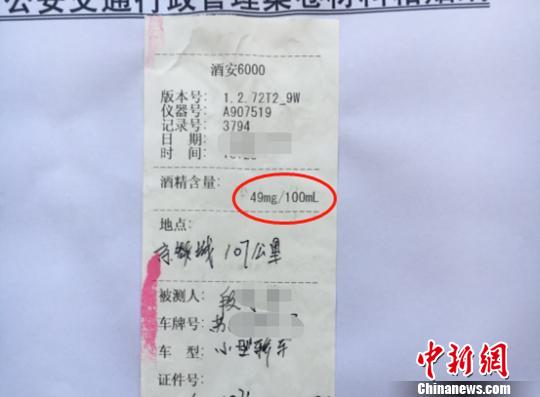 公安交通行政管理案卷材料粘贴纸
酒安6000
版本号: 1.2.72T2_9W
仪器号: A907519
记录号: 3794
日 期:
时 间:
酒精含量:
49mg/100mL
地点:
107公里
被测人: 段
车牌号: 苏
车 型: 小型轿车
证件号:
中新网
Chinanews.com